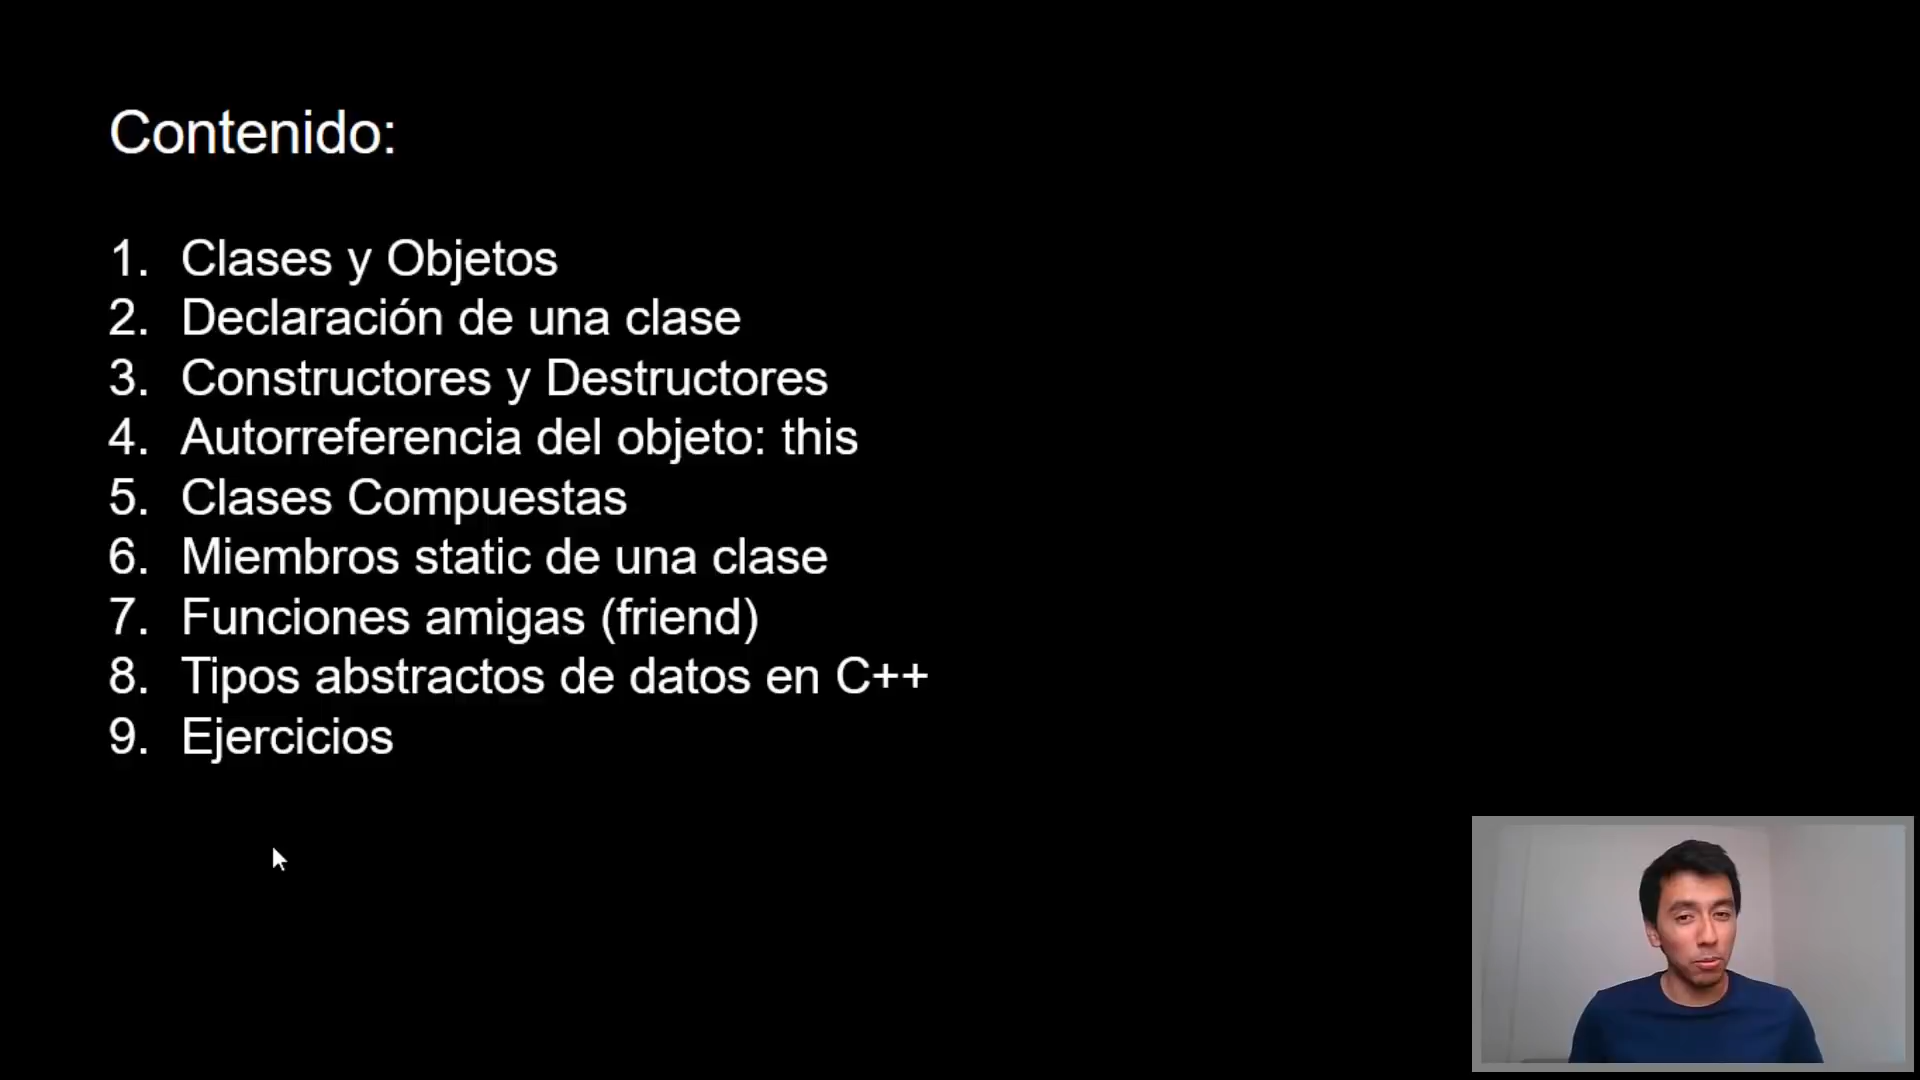 Contenido:
1. Clases y Objetos
2. Declaración de una clase
3. Constructores y Destructores
4. Autorreferencia del objeto: this
5. Clases Compuestas
6. Miembros static de una clase
7. Funciones amigas (friend)
8. Tipos abstractos de datos en C++
9. Ejercicios